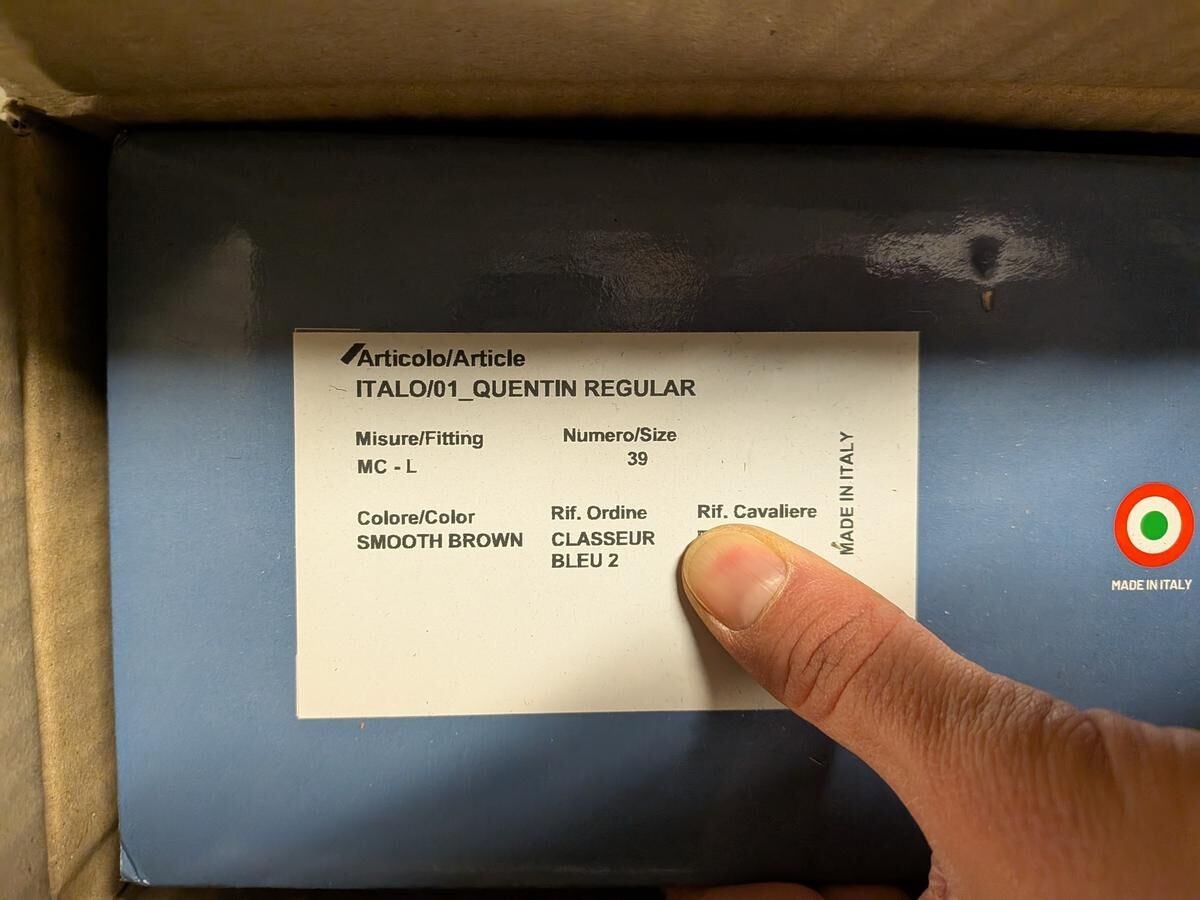 Articolo/Article
ITALO/01_QUENTIN REGULAR
Misure/Fitting
MC - L
Numero/Size
39
Colore/Color
SMOOTH BROWN
Rif. Ordine
CLASSEUR
BLEU 2
Rif. Cavaliere
MADE IN ITALY
MADE IN ITALY